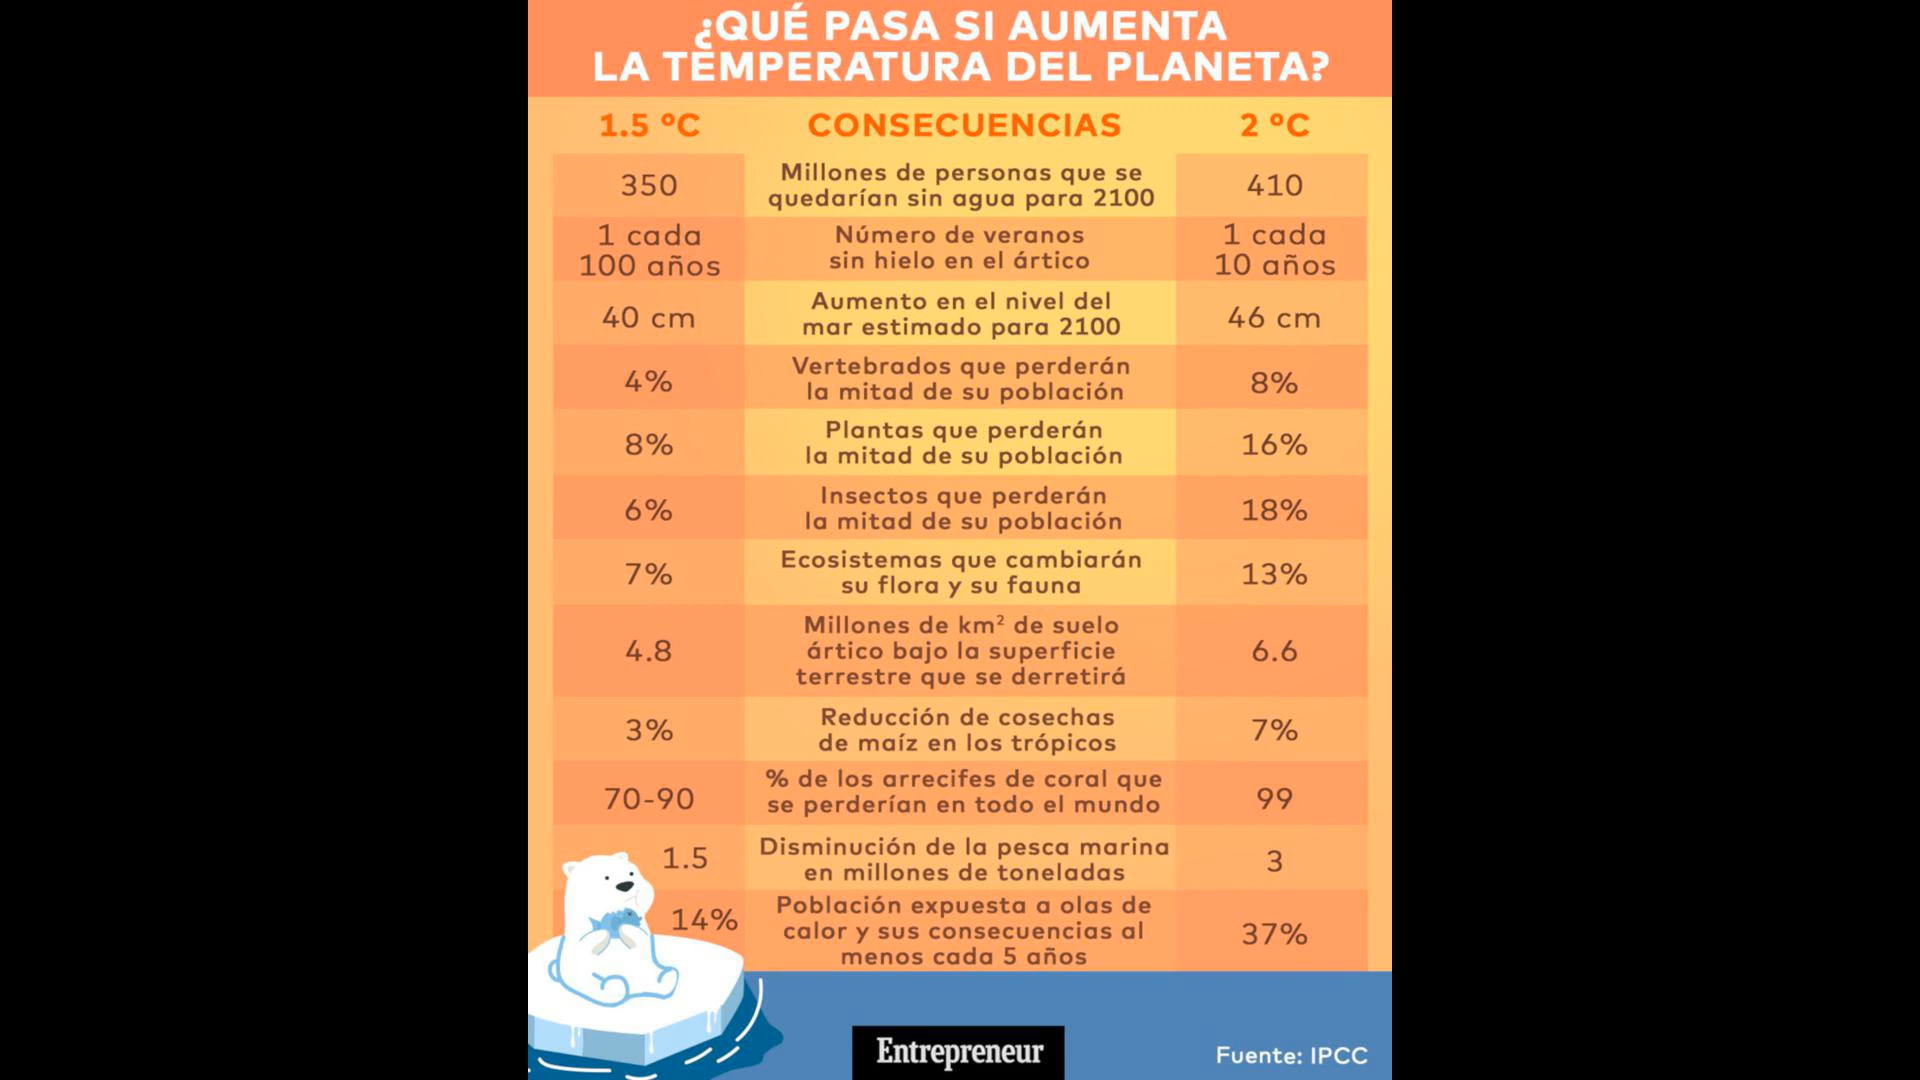 ¿QUÉ PASA SI AUMENTA
LA TEMPERATURA DEL PLANETA?
1.5 °C
CONSECUENCIAS
2 °C
350
Millones de personas que se
quedarían sin agua para 2100
410
1 cada
100 años
Número de veranos
sin hielo en el ártico
1 cada
10 años
40 cm
Aumento en el nivel del
mar estimado para 2100
46 cm
4%
Vertebrados que perderán
la mitad de su población
8%
8%
Plantas que perderán
la mitad de su población
16%
6%
Insectos que perderán
la mitad de su población
18%
7%
Ecosistemas que cambiarán
su flora y su fauna
13%
4.8
Millones de km² de suelo
ártico bajo la superficie
terrestre que se derretirá
6.6
3%
Reducción de cosechas
de maíz en los trópicos
7%
70-90
% de los arrecifes de coral que
se perderían en todo el mundo
99
1.5
Disminución de la pesca marina
en millones de toneladas
3
14%
Población expuesta a olas de
calor y sus consecuencias al
menos cada 5 años
37%
Entrepreneur
Fuente: IPCC